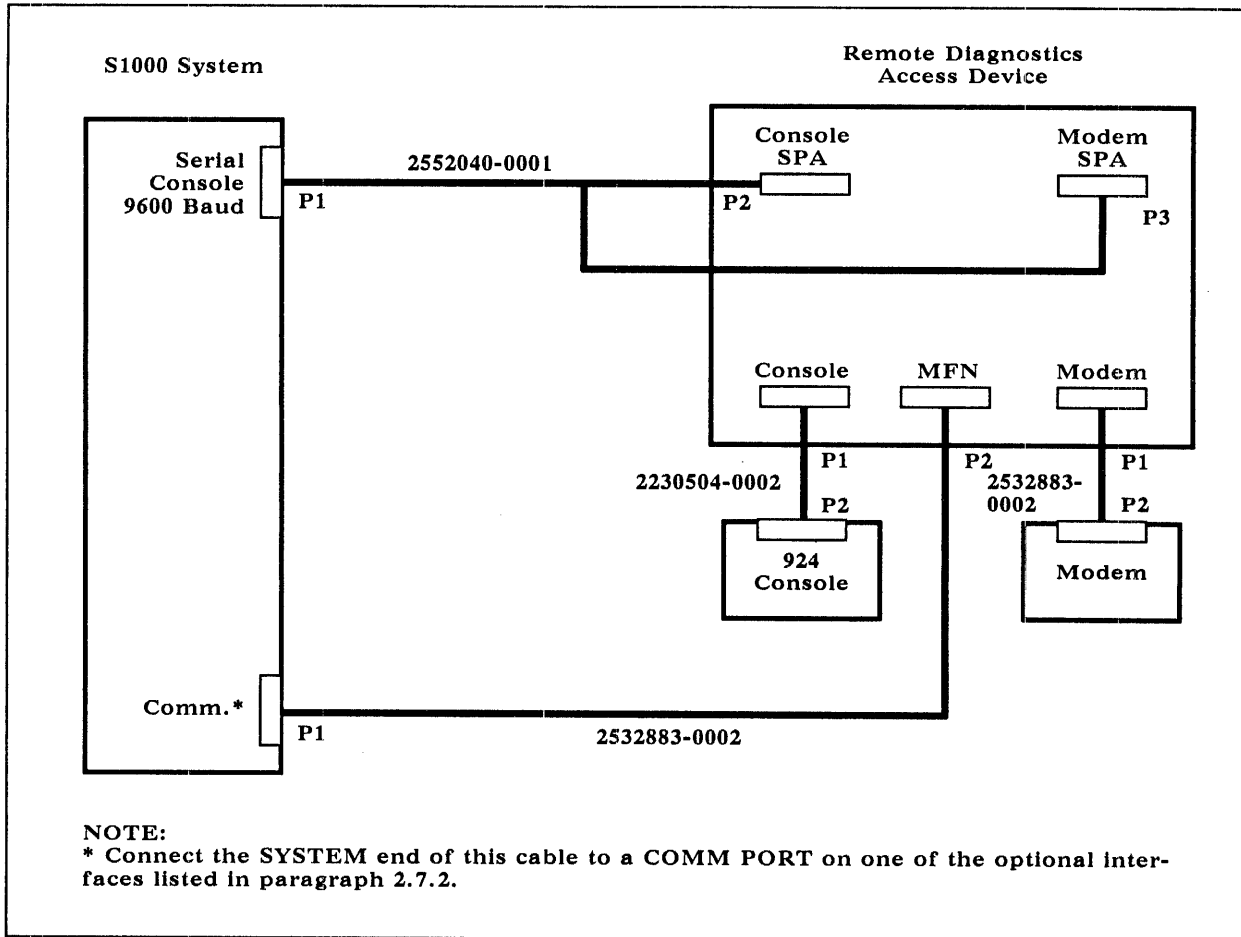 S1000 System
Remote Diagnostics
Access Device
Serial
Console
9600 Baud
P1
2552040-0001
Console
SPA
P2
Modem
SPA
P3
Console
MFN
Modem
P1
P2
P1
2230504-0002
2532883-
0002
P2
P2
924
Console
Modem
Comm.*
P1
2532883-0002
NOTE:
* Connect the SYSTEM end of this cable to a COMM PORT on one of the optional inter-
faces listed in paragraph 2.7.2.